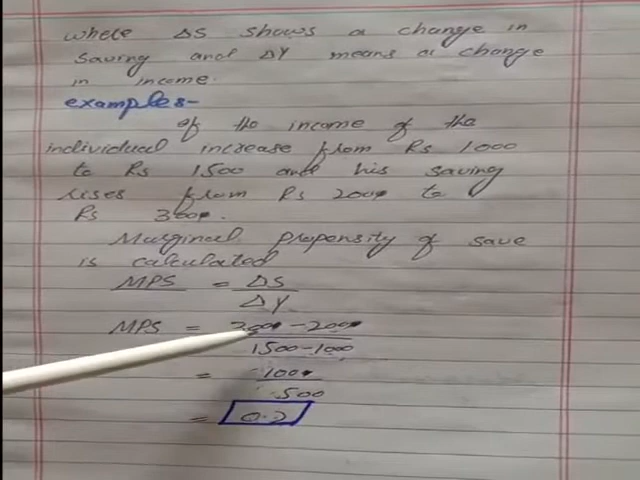 where ΔS shows a change in
saving and ΔY means a change
in income.
examples-
If the income of the
individual increase from Rs 1000
to Rs 1500 and his saving
rises from Rs 200 to
Rs 300.
Marginal propensity of save
is calculated
MPS = ΔS
ΔY
MPS = 300 - 200
1500 - 1000
= 100
500
= 0.2